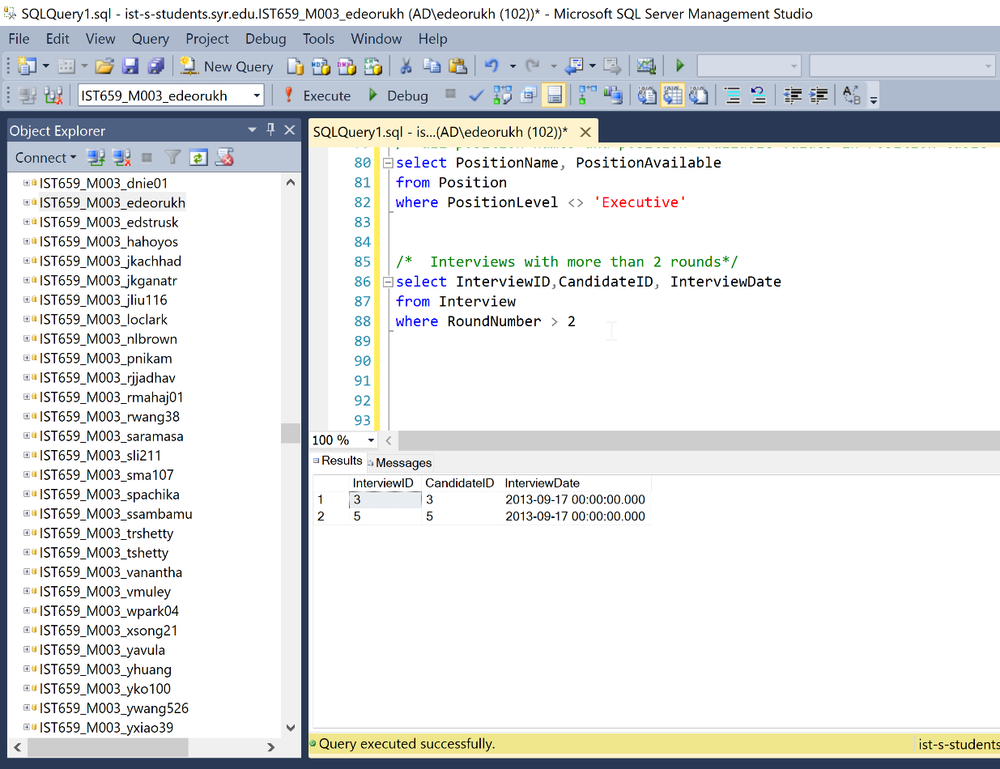 SQLQuery1.sql - ist-s-students.syr.edu.IST659_M003_edeorukh (AD\edeorukh (102))* - Microsoft SQL Server Management Studio
File Edit View Query Project Debug Tools Window Help
New Query
IST659_M003_edeorukh Execute Debug
Object Explorer
Connect
IST659_M003_dnie01
IST659_M003_edeorukh
IST659_M003_edstrusk
IST659_M003_hahoyos
IST659_M003_jkachhad
IST659_M003_jkganatr
IST659_M003_jliu116
IST659_M003_loclark
IST659_M003_nlbrown
IST659_M003_pnikam
IST659_M003_rjjadhav
IST659_M003_rmahaj01
IST659_M003_rwang38
IST659_M003_saramasa
IST659_M003_sli211
IST659_M003_sma107
IST659_M003_spachika
IST659_M003_ssambamu
IST659_M003_trshetty
IST659_M003_tshetty
IST659_M003_vanantha
IST659_M003_vmuley
IST659_M003_wpark04
IST659_M003_xsong21
IST659_M003_yavula
IST659_M003_yhuang
IST659_M003_yko100
IST659_M003_ywang526
IST659_M003_yxiao39
SQLQuery1.sql - is...(AD\edeorukh (102))*
80 select PositionName, PositionAvailable
81 from Position
82 where PositionLevel <> 'Executive'
83
84
85 /* Interviews with more than 2 rounds*/
86 select InterviewID,CandidateID, InterviewDate
87 from Interview
88 where RoundNumber > 2
89
90
91
92
93
100 %
Results Messages
InterviewID CandidateID InterviewDate
1 3 3 2013-09-17 00:00:00.000
2 5 5 2013-09-17 00:00:00.000
Query executed successfully. ist-s-students